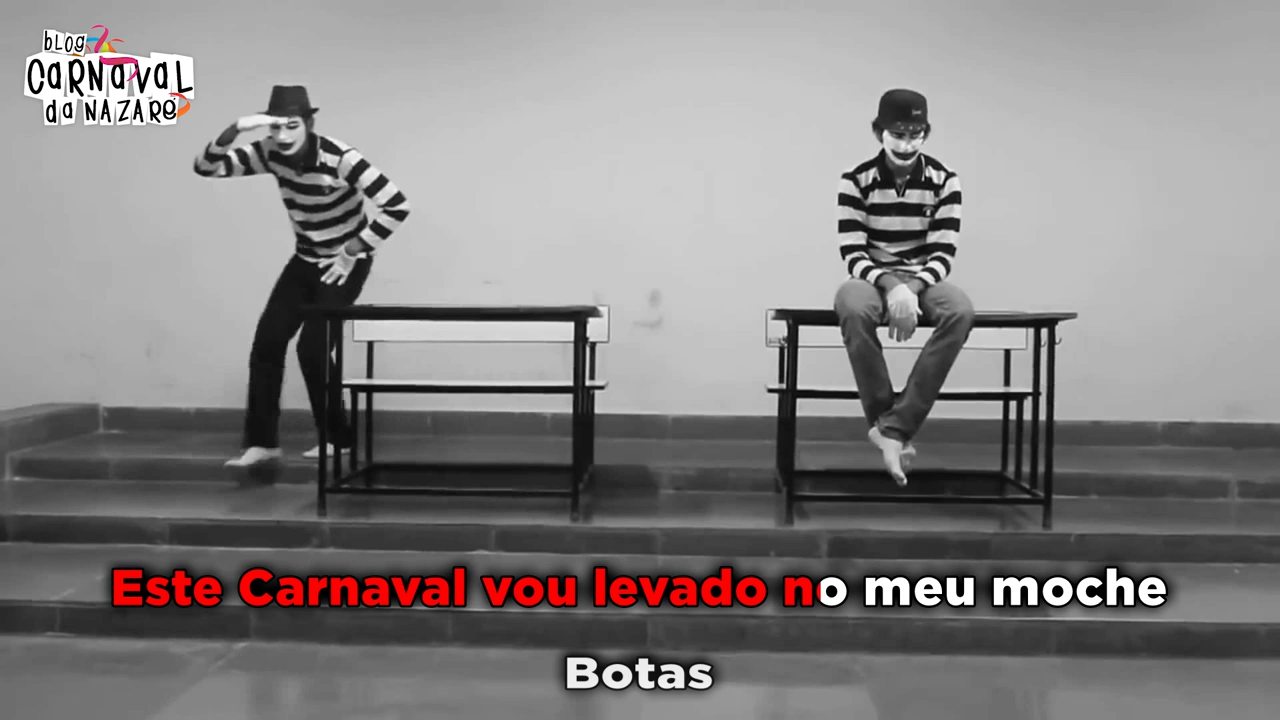 BLOG
CARNAVAL
da NAZARé
Este Carnaval vou levado no meu moche
Botas